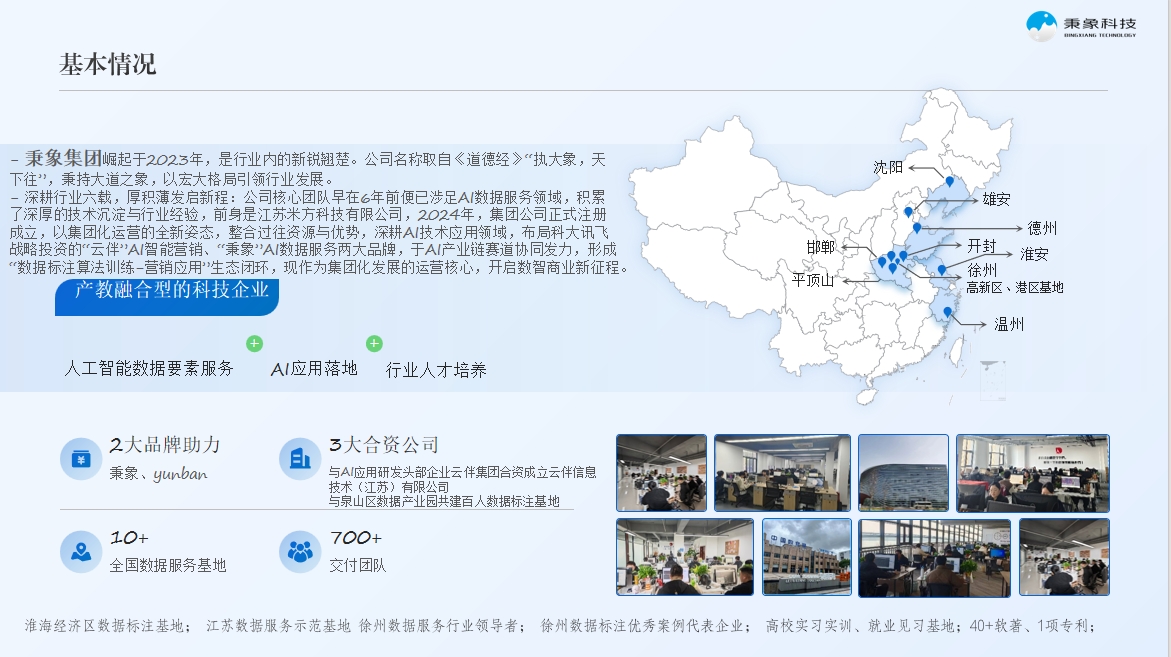 秉象科技
BINGXIANG TECHNOLOGY
基本情况
- 秉象集团崛起于2023年，是行业内的新锐翘楚。公司名称取自《道德经》“执大象，天
下往”，秉持大道之象，以宏大格局引领行业发展。
- 深耕行业六载，厚积薄发启新程：公司核心团队早在6年前便已涉足AI数据服务领域，积累
了深厚的技术沉淀与行业经验，前身是江苏米方科技有限公司，2024年，集团公司正式注册
成立，以集团化运营的全新姿态，整合过往资源与优势，深耕AI技术应用领域，布局科大讯飞
战略投资的“云伴”AI智能营销、“秉象”AI数据服务两大品牌，于AI产业链赛道协同发力，形成
“数据标注算法训练-营销应用”生态闭环，现作为集团化发展的运营核心，开启数智商业新征程。
产教融合型的科技企业
人工智能数据要素服务
+
AI应用落地
+
行业人才培养
沈阳
雄安
德州
邯郸
开封
淮安
徐州
高新区、港区基地
平顶山
温州
2大品牌助力
秉象、yunban
3大合资公司
与AI应用研发头部企业云伴集团合资成立云伴信息
技术（江苏）有限公司
与泉山区数据产业园共建百人数据标注基地
10+
全国数据服务基地
700+
交付团队
淮海经济区数据标注基地； 江苏数据服务示范基地 徐州数据服务行业领导者； 徐州数据标注优秀案例代表企业； 高校实习实训、就业见习基地；40+软著、1项专利；